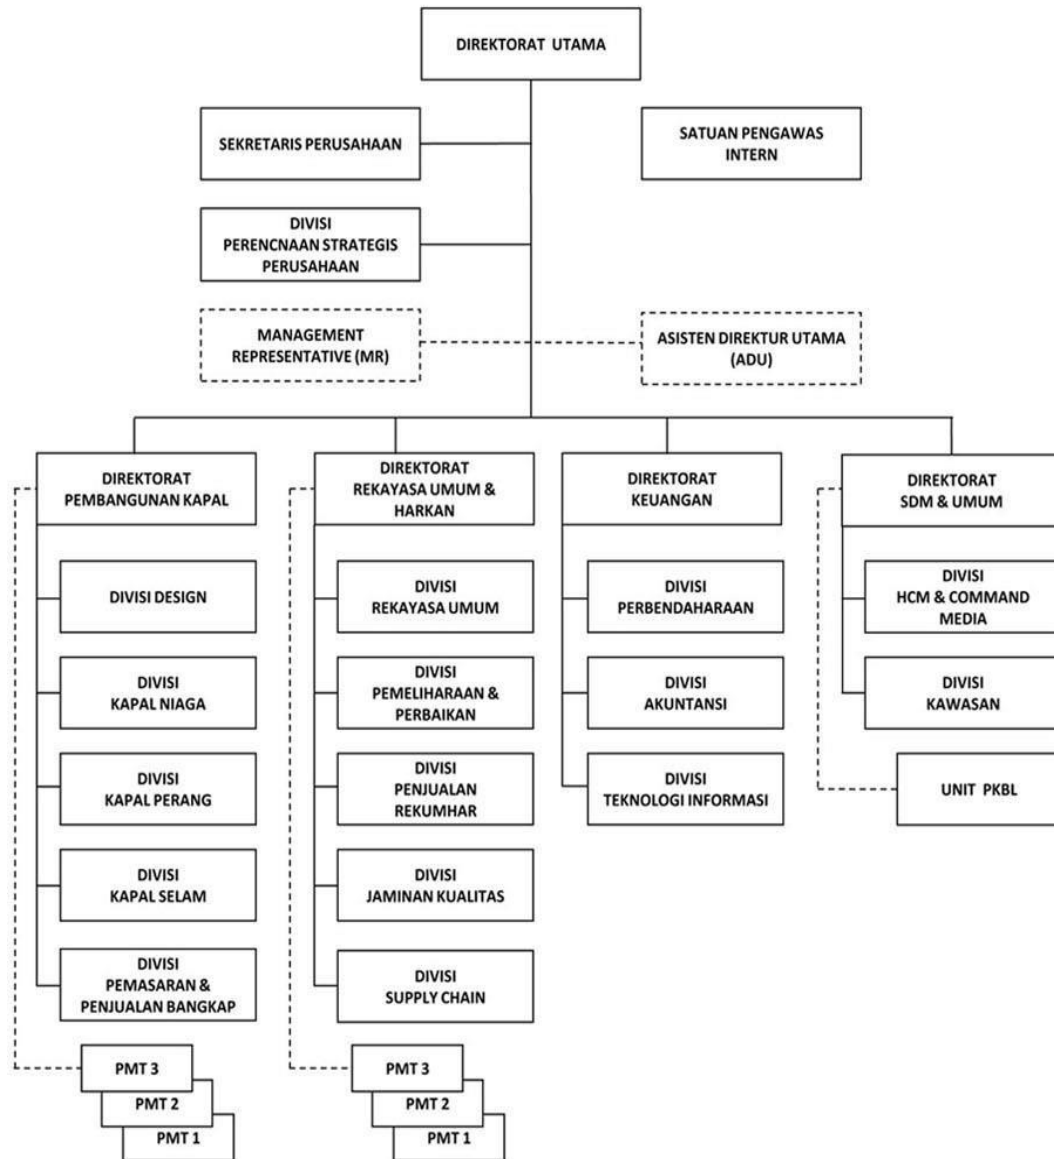 DIREKTORAT UTAMA
SEKRETARIS PERUSAHAAN
SATUAN PENGAWAS
INTERN
DIVISI
PERENCNAAN STRATEGIS
PERUSAHAAN
MANAGEMENT
REPRESENTATIVE (MR)
ASISTEN DIREKTUR UTAMA
(ADU)
DIREKTORAT
PEMBANGUNAN KAPAL
DIVISI DESIGN
DIVISI
KAPAL NIAGA
DIVISI
KAPAL PERANG
DIVISI
KAPAL SELAM
DIVISI
PEMASARAN &
PENJUALAN BANGKAP
PMT 3
PMT 2
PMT 1
DIREKTORAT
REKAYASA UMUM &
HARKAN
DIVISI
REKAYASA UMUM
DIVISI
PEMELIHARAAN &
PERBAIKAN
DIVISI
PENJUALAN
REKUMHAR
DIVISI
JAMINAN KUALITAS
DIVISI
SUPPLY CHAIN
PMT 3
PMT 2
PMT 1
DIREKTORAT
KEUANGAN
DIVISI
PERBENDAHARAAN
DIVISI
AKUNTANSI
DIVISI
TEKNOLOGI INFORMASI
DIREKTORAT
SDM & UMUM
DIVISI
HCM & COMMAND
MEDIA
DIVISI
KAWASAN
UNIT PKBL